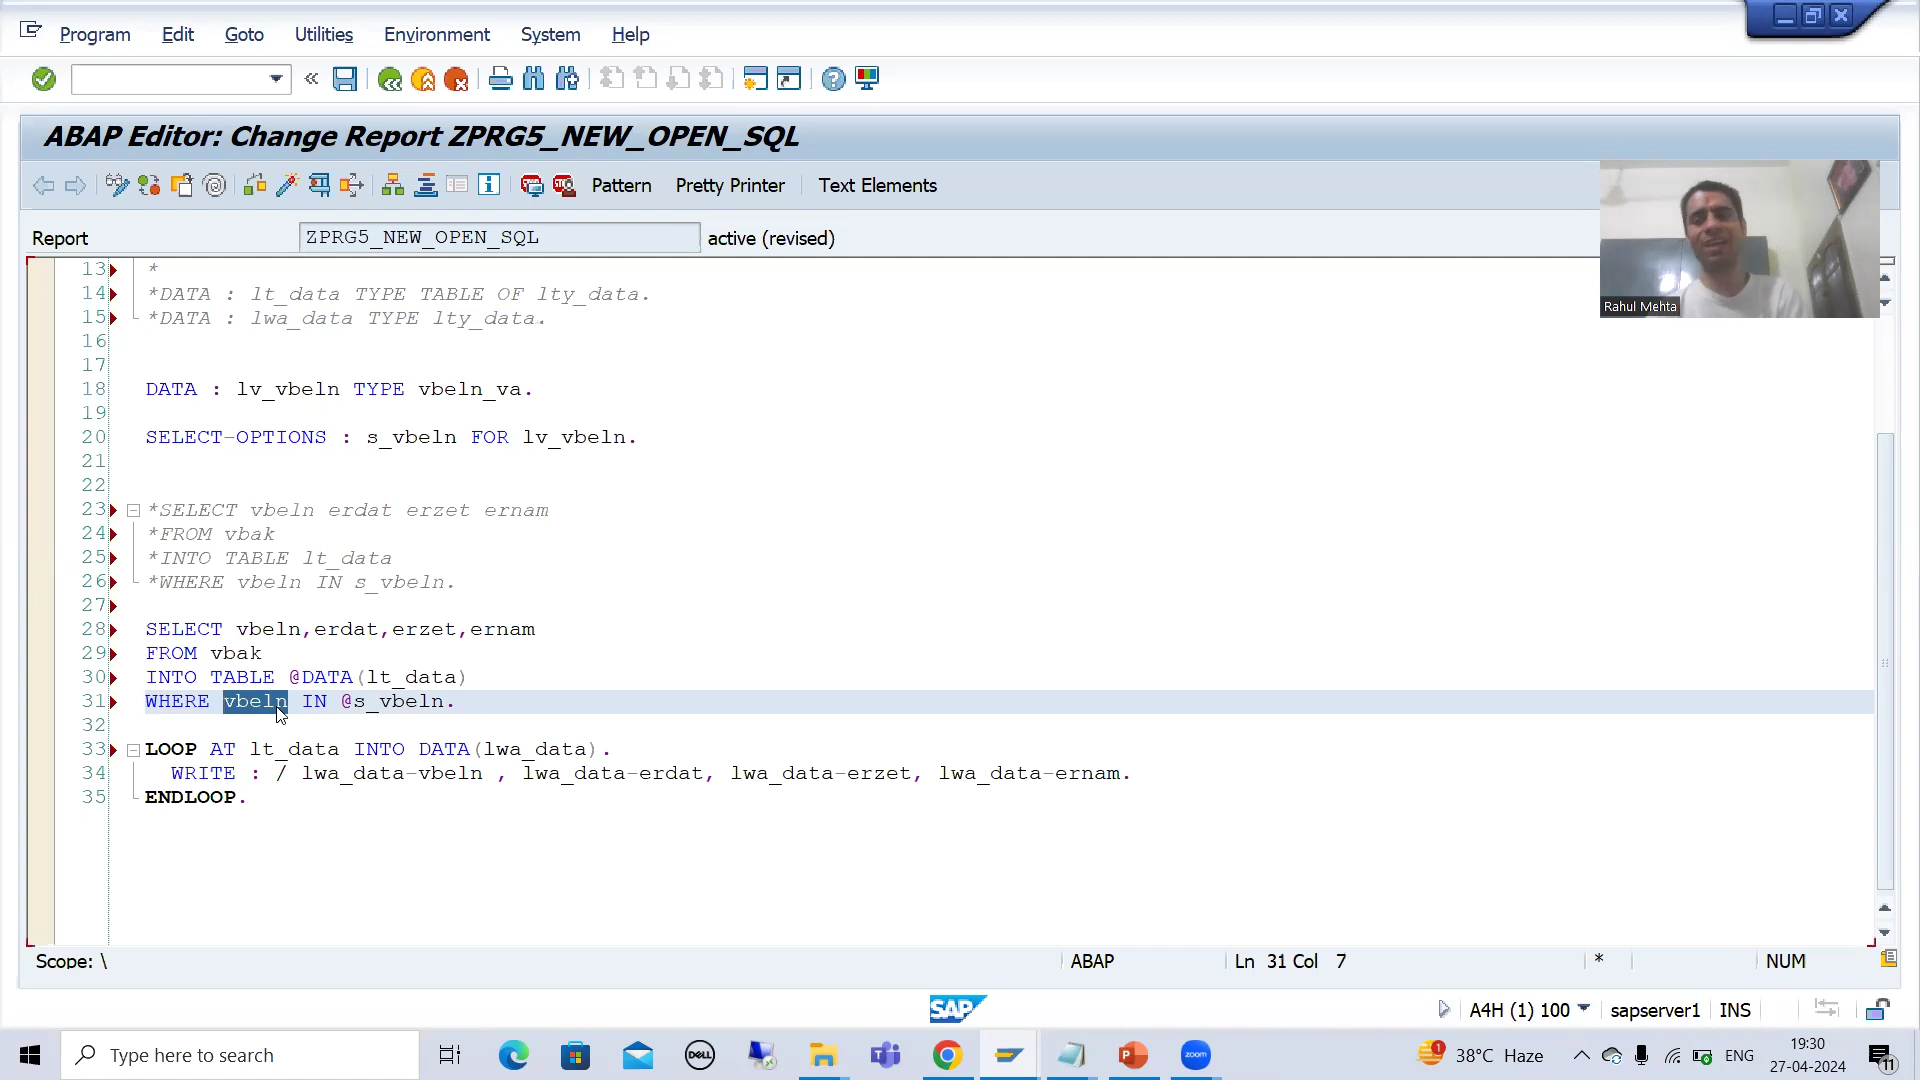 Program Edit Goto Utilities Environment System Help
ABAP Editor: Change Report ZPRG5_NEW_OPEN_SQL
Pattern Pretty Printer Text Elements
Report ZPRG5_NEW_OPEN_SQL active (revised)
Rahul Mehta
13 *
14 *DATA : lt_data TYPE TABLE OF lty_data.
15 *DATA : lwa_data TYPE lty_data.
16
17
18 DATA : lv_vbeln TYPE vbeln_va.
19
20 SELECT-OPTIONS : s_vbeln FOR lv_vbeln.
21
22
23 *SELECT vbeln erdat erzet ernam
24 *FROM vbak
25 *INTO TABLE lt_data
26 *WHERE vbeln IN s_vbeln.
27
28 SELECT vbeln,erdat,erzet,ernam
29 FROM vbak
30 INTO TABLE @DATA(lt_data)
31 WHERE vbeln IN @s_vbeln.
32
33 LOOP AT lt_data INTO DATA(lwa_data).
34 WRITE : / lwa_data-vbeln , lwa_data-erdat, lwa_data-erzet, lwa_data-ernam.
35 ENDLOOP.
Scope: \ ABAP Ln 31 Col 7 * NUM
SAP A4H (1) 100 sapserver1 INS
Type here to search DELL zoom 1 38°C Haze ENG 19:30
27-04-2024 11